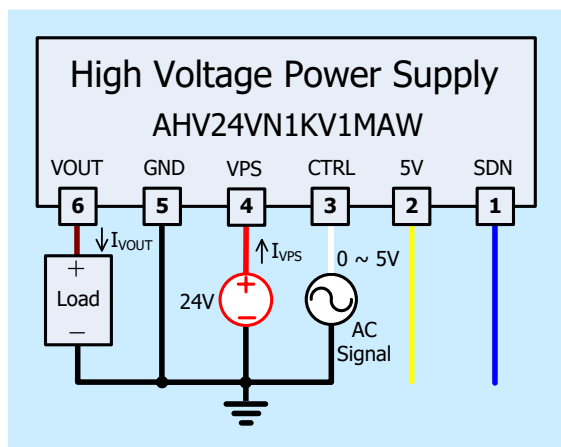 High Voltage Power Supply
AHV24VN1KV1MAW
VOUT GND VPS CTRL 5V SDN
6 5 4 3 2 1
IVOUT
IVPS
0 ~ 5V
+
Load
−
24V
+
−
AC
Signal